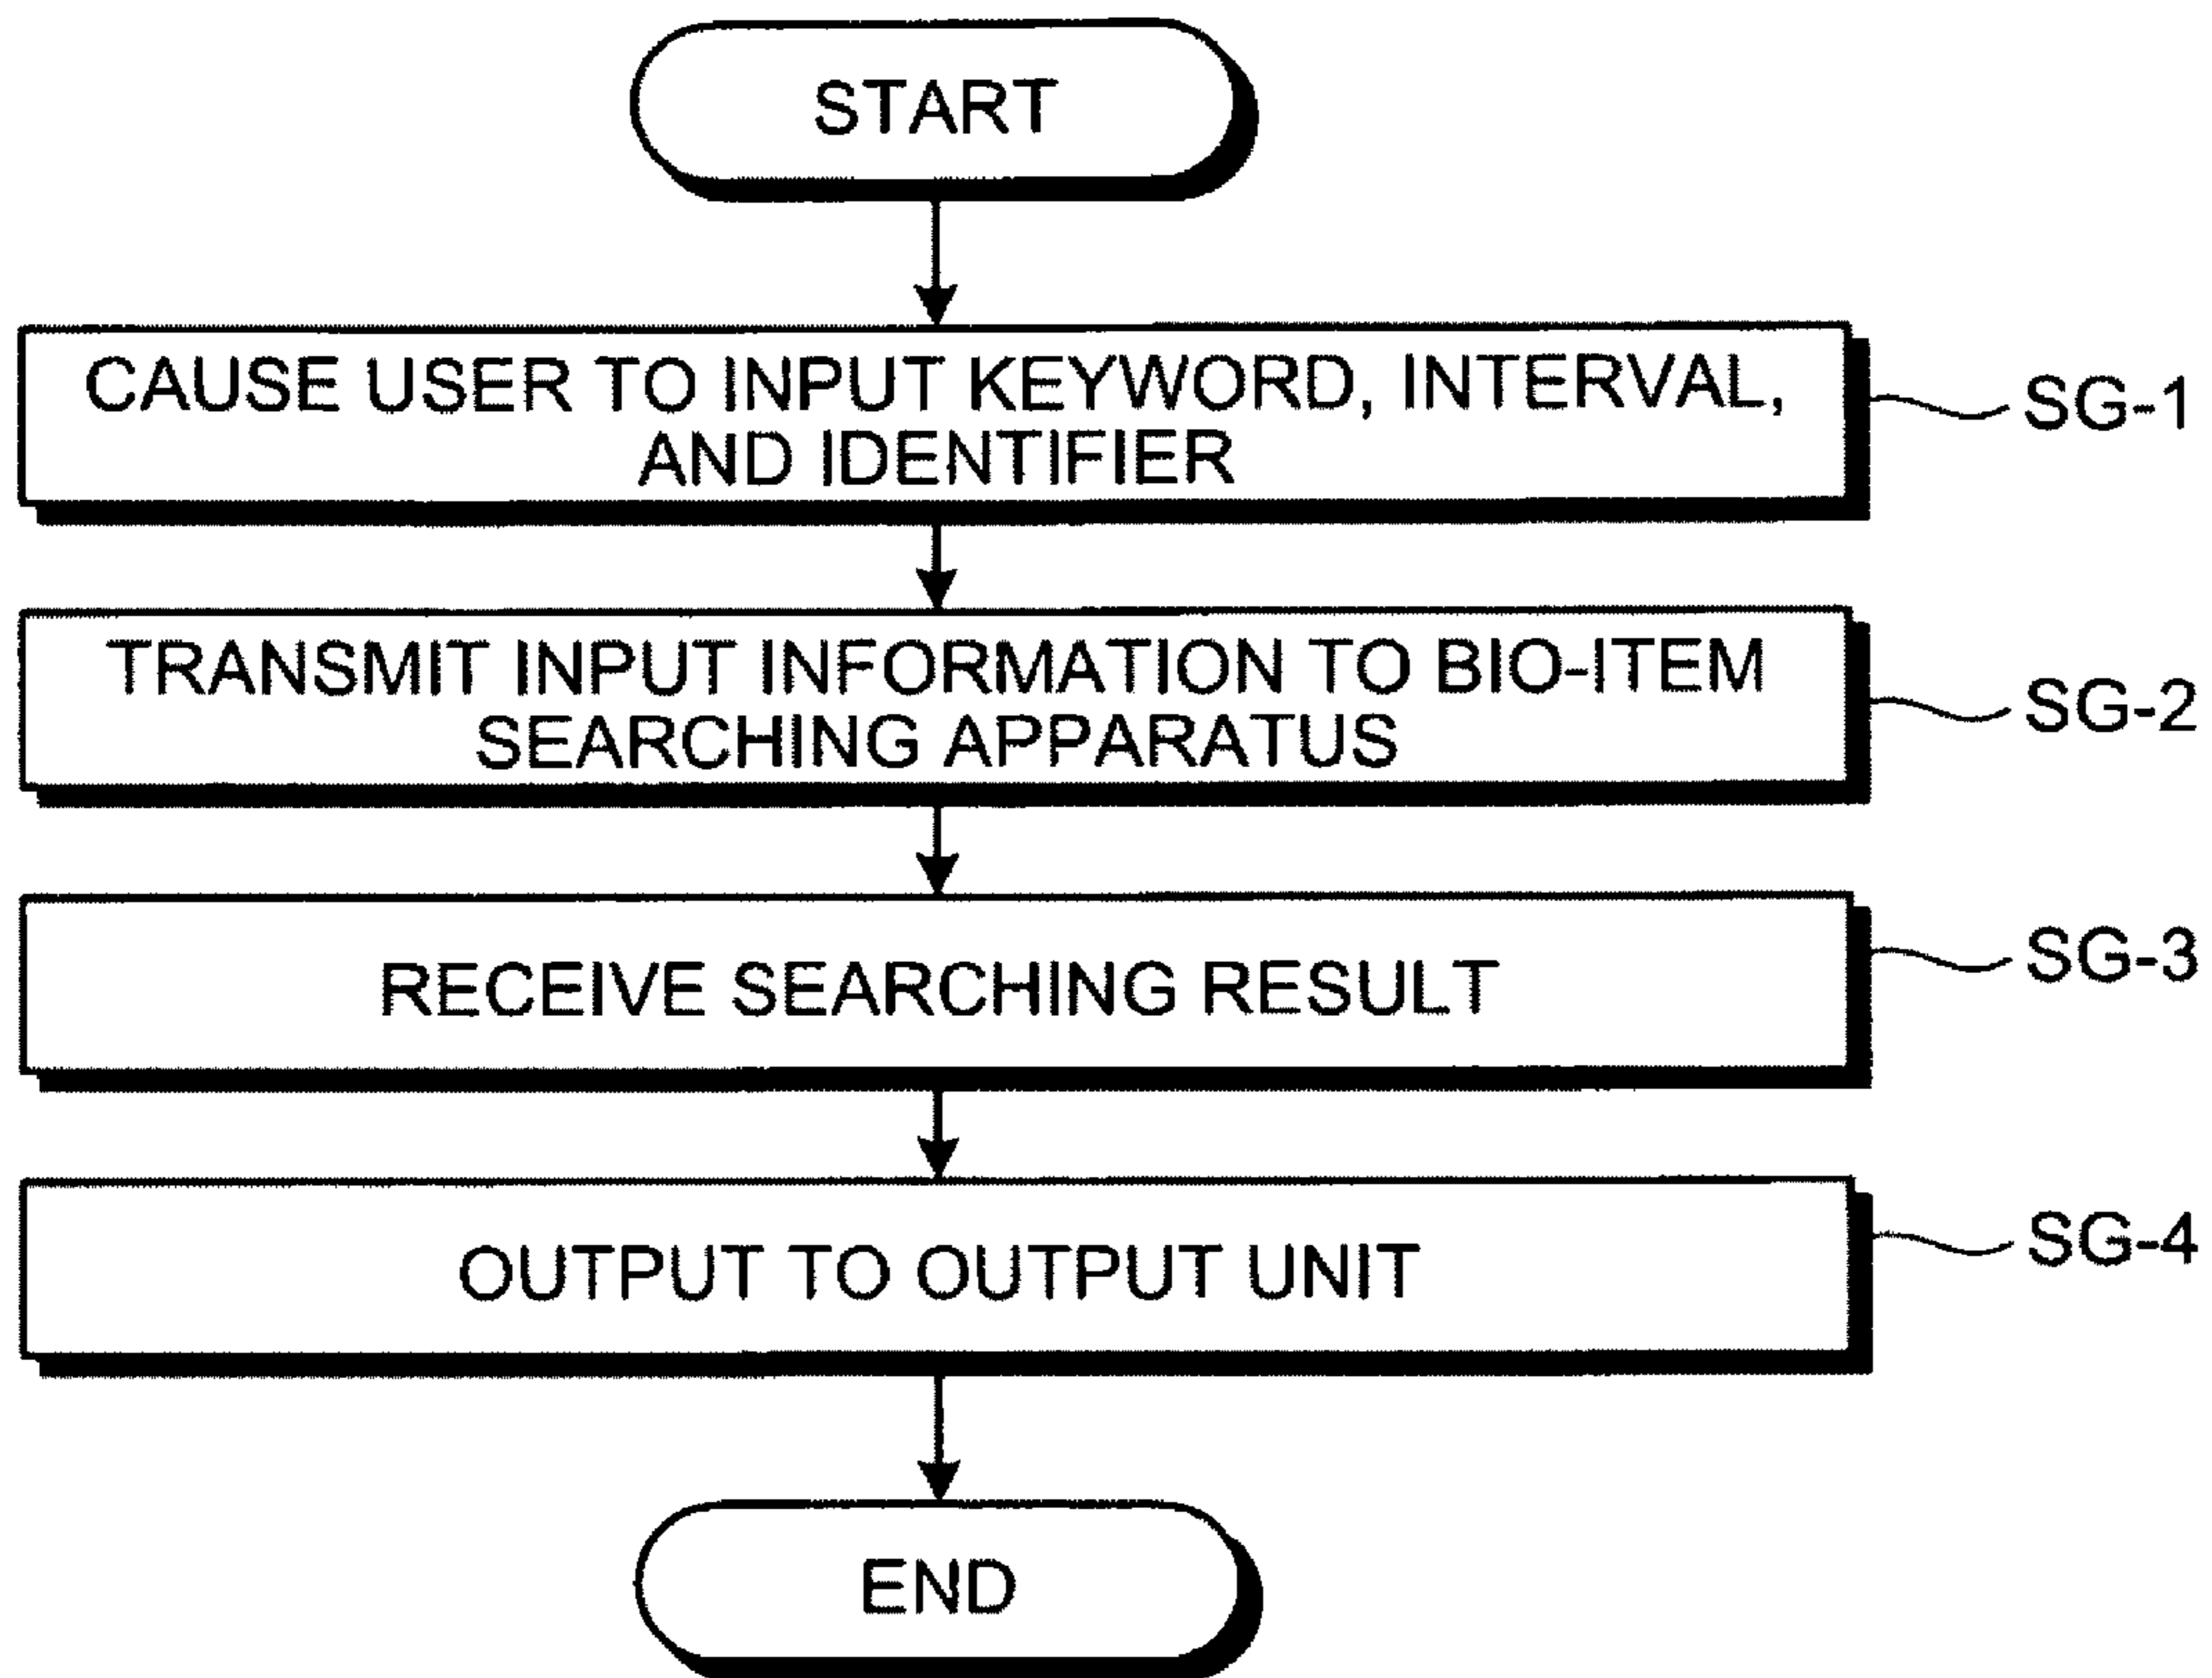 START
CAUSE USER TO INPUT KEYWORD, INTERVAL,
AND IDENTIFIER
SG-1
TRANSMIT INPUT INFORMATION TO BIO-ITEM
SEARCHING APPARATUS
SG-2
RECEIVE SEARCHING RESULT
SG-3
OUTPUT TO OUTPUT UNIT
SG-4
END